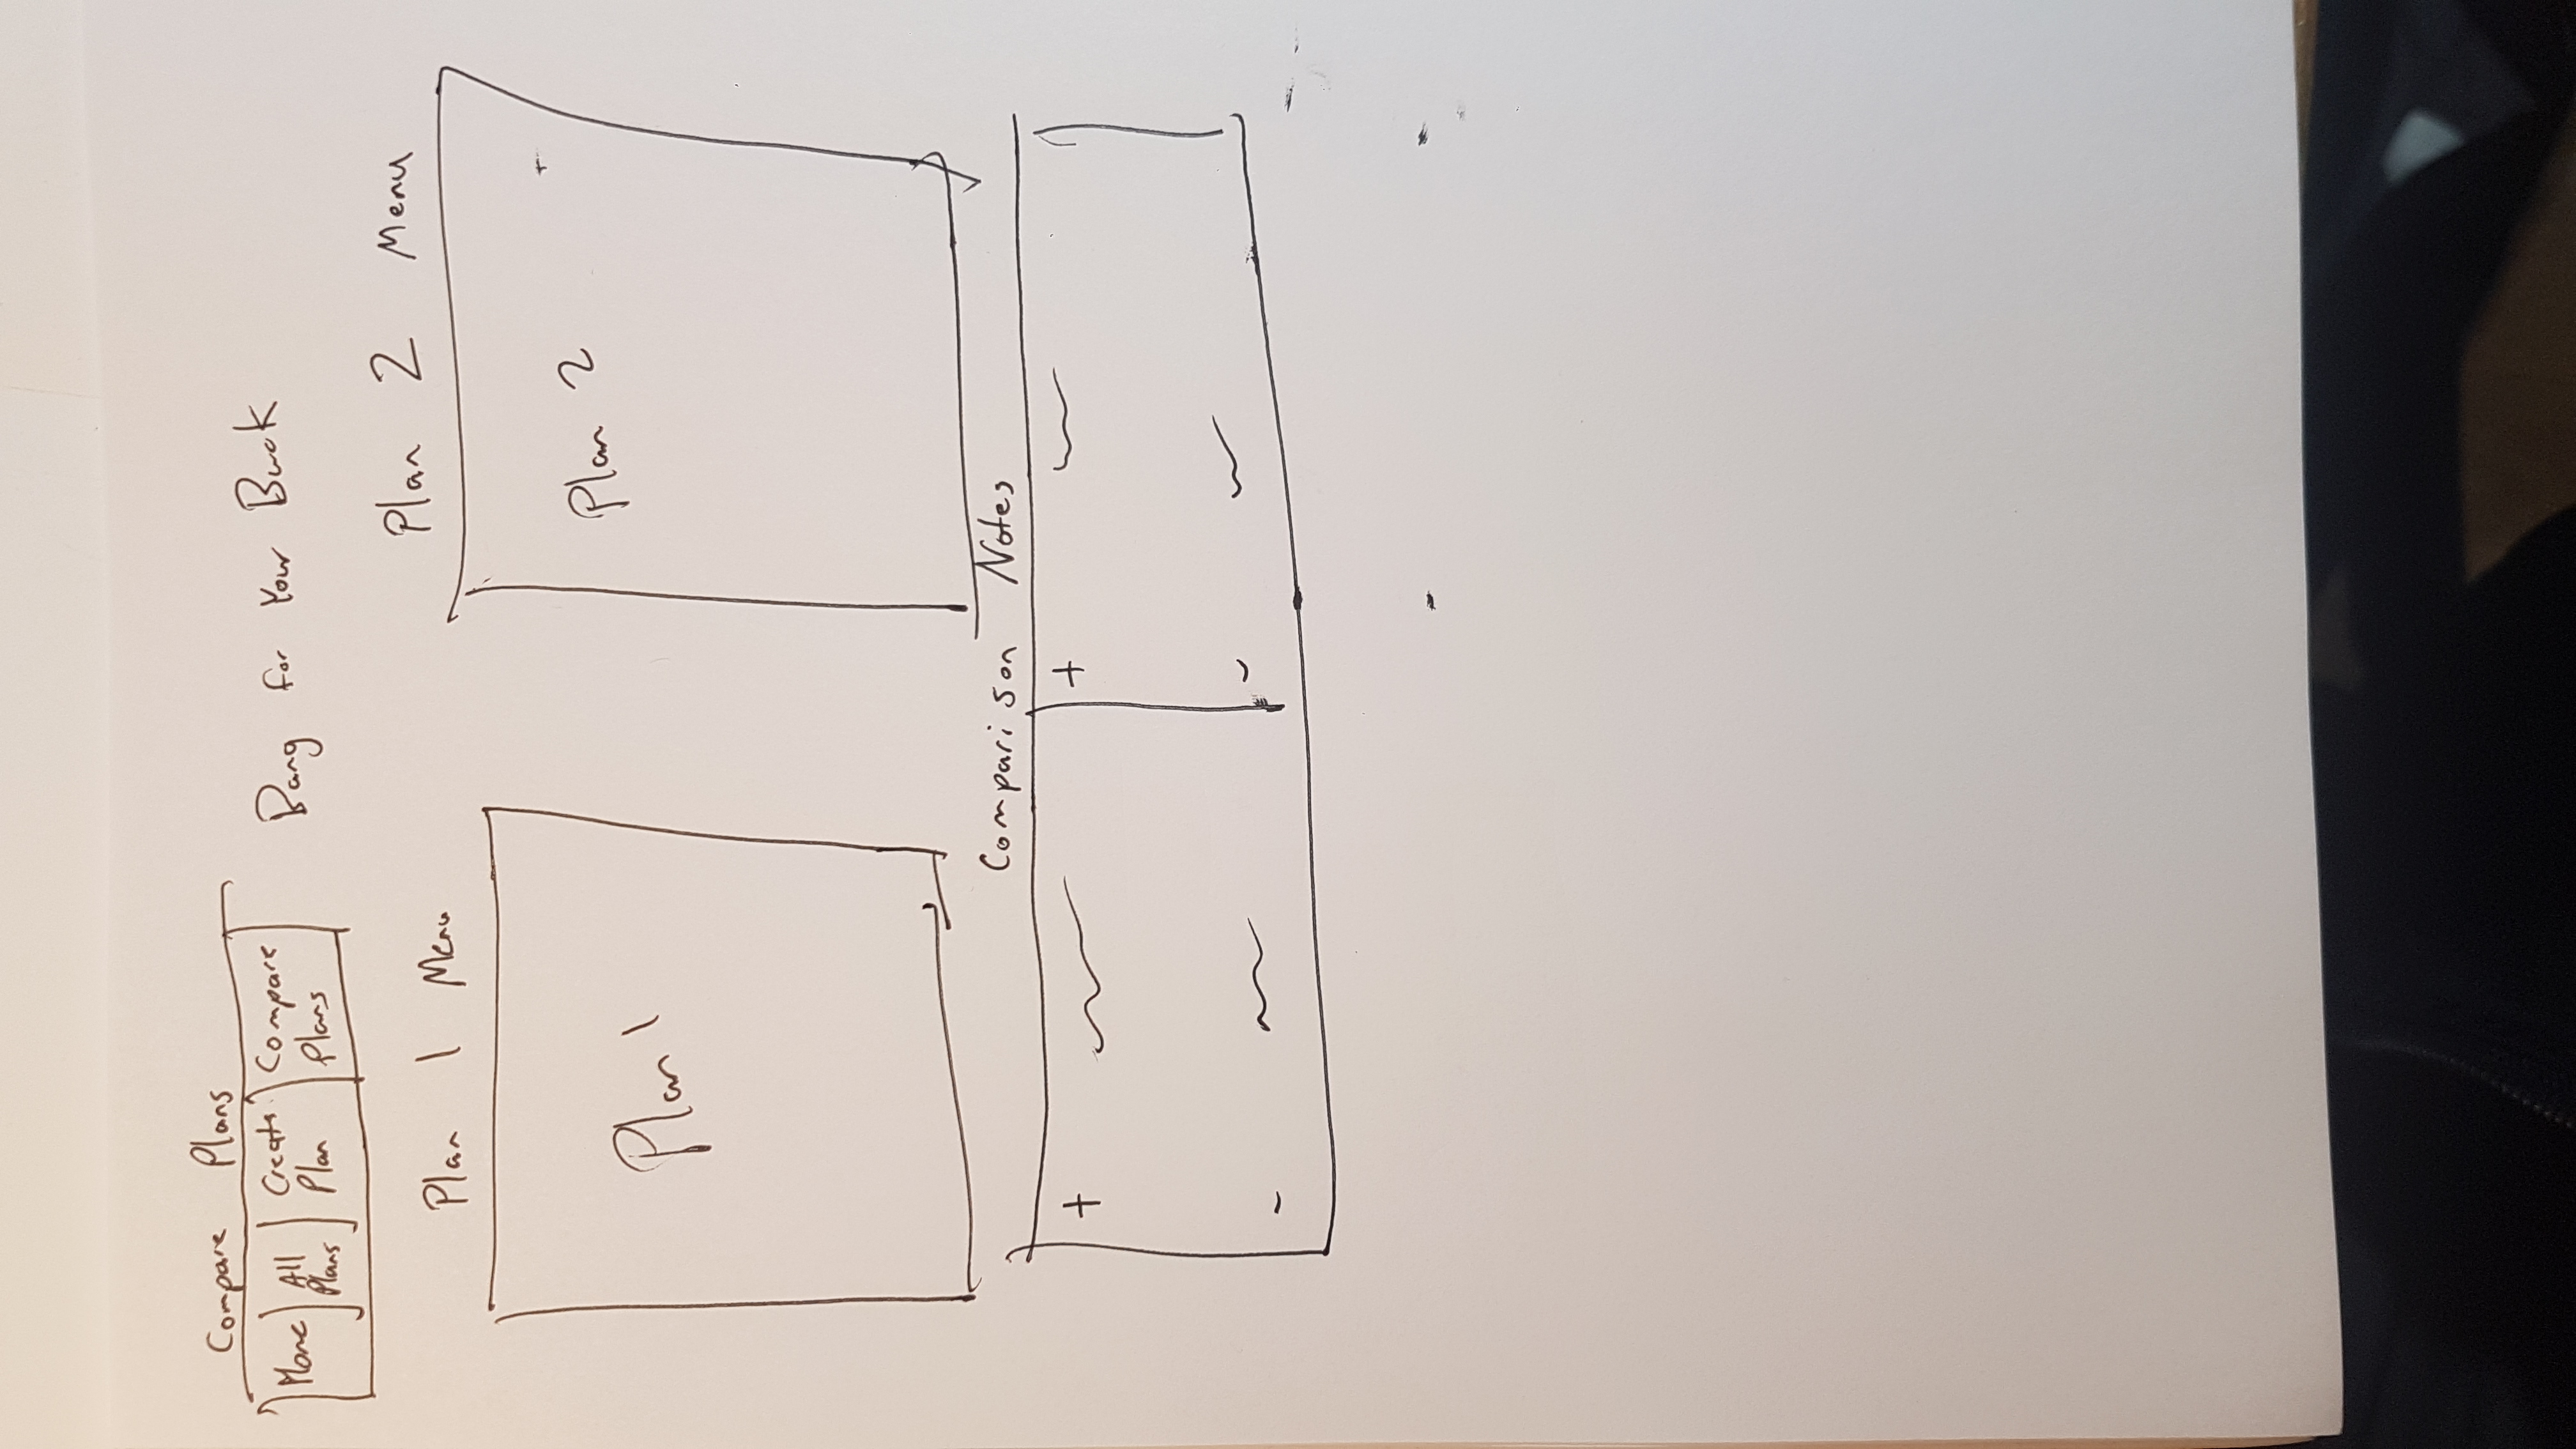 Compare Plans
Home
All
Plans
Create
Plan
Compare
Plans
Bang for Your Buck
Plan 1 Menu
Plan 2 Menu
Plan 1
Plan 2
Comparison Notes
+
+
-
-